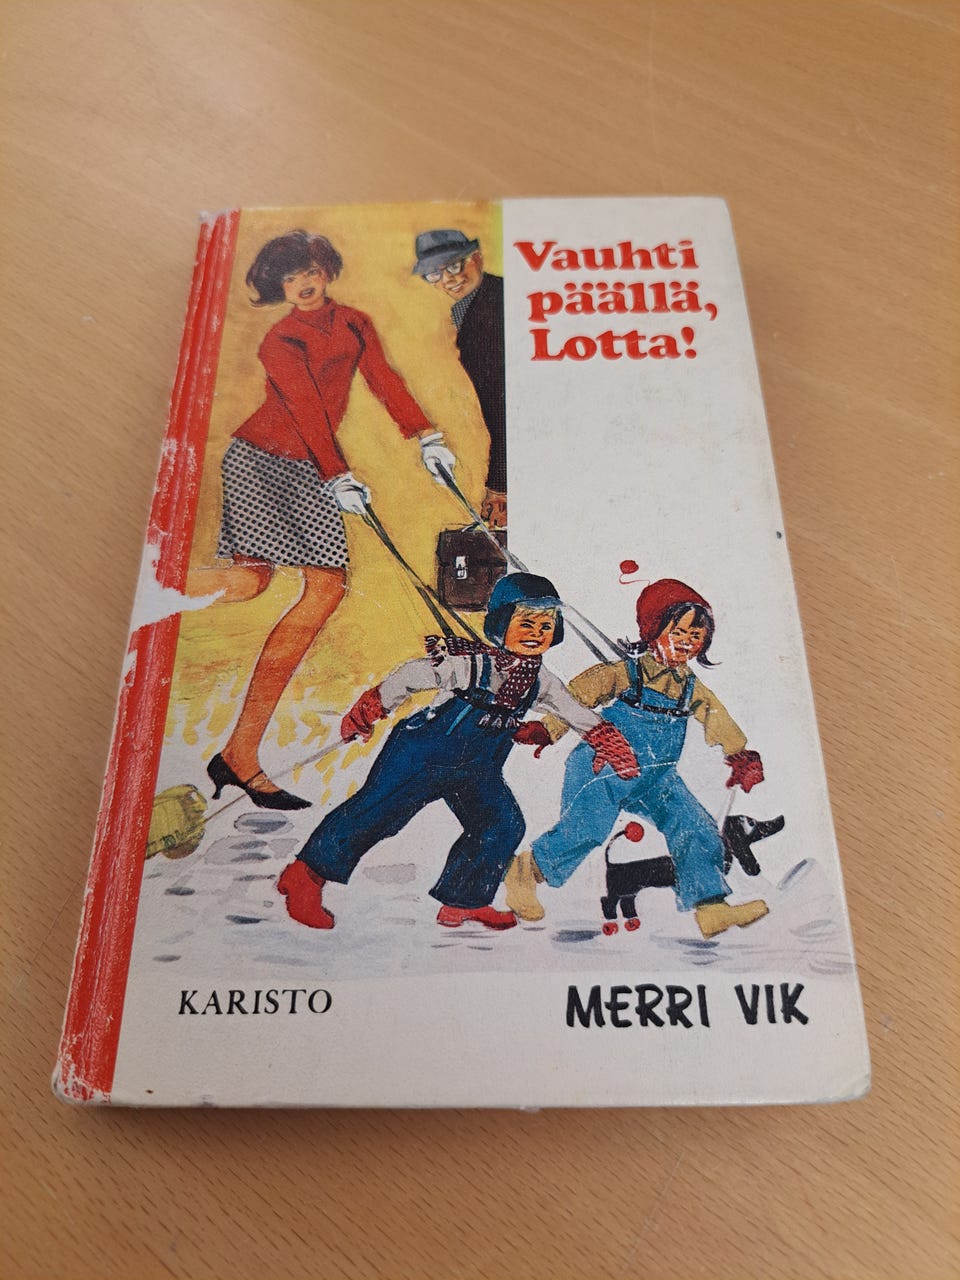 Vauhti
päällä,
Lotta!
KARISTO
MERRI VIK